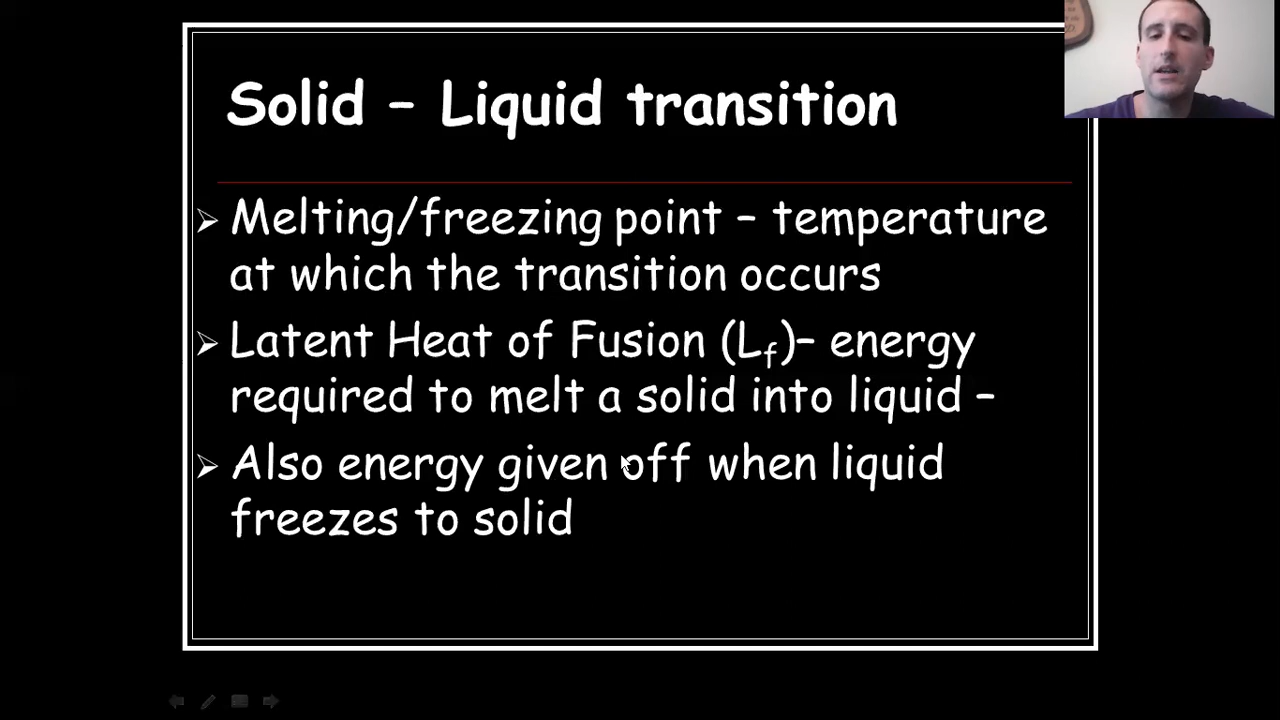 Solid – Liquid transition
Melting/freezing point – temperature
at which the transition occurs
Latent Heat of Fusion (Lf)– energy
required to melt a solid into liquid –
Also energy given off when liquid
freezes to solid